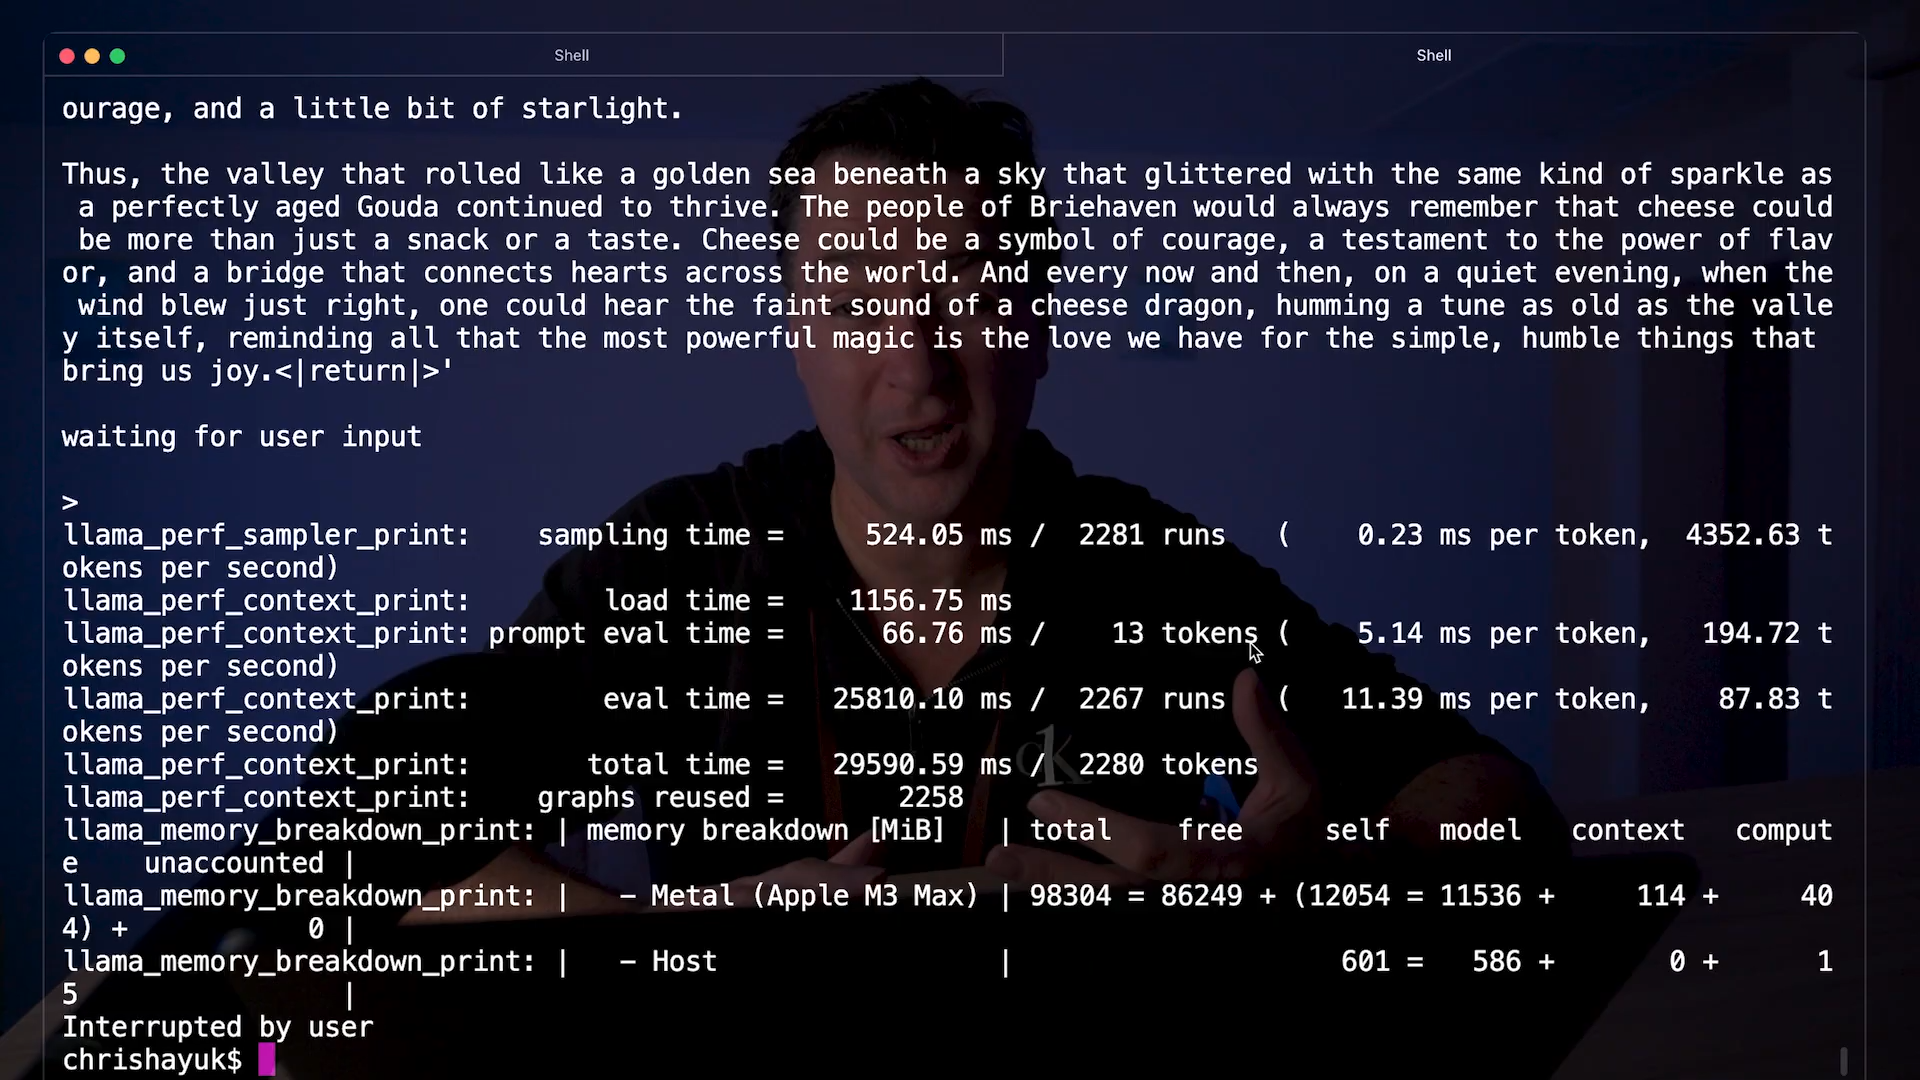 Shell
Shell
ourage, and a little bit of starlight.
Thus, the valley that rolled like a golden sea beneath a sky that glittered with the same kind of sparkle as
a perfectly aged Gouda continued to thrive. The people of Briehaven would always remember that cheese could
be more than just a snack or a taste. Cheese could be a symbol of courage, a testament to the power of flav
or, and a bridge that connects hearts across the world. And every now and then, on a quiet evening, when the
wind blew just right, one could hear the faint sound of a cheese dragon, humming a tune as old as the valle
y itself, reminding all that the most powerful magic is the love we have for the simple, humble things that
bring us joy.<|return|>'
waiting for user input
>
llama_perf_sampler_print:    sampling time =     524.05 ms /  2281 runs   (    0.23 ms per token,  4352.63 t
okens per second)
llama_perf_context_print:        load time =    1156.75 ms
llama_perf_context_print: prompt eval time =      66.76 ms /    13 tokens (    5.14 ms per token,   194.72 t
okens per second)
llama_perf_context_print:        eval time =   25810.10 ms /  2267 runs   (   11.39 ms per token,    87.83 t
okens per second)
llama_perf_context_print:       total time =   29590.59 ms /  2280 tokens
llama_perf_context_print:    graphs reused =       2258
llama_memory_breakdown_print: | memory breakdown [MiB]   | total    free     self   model   context   comput
e    unaccounted |
llama_memory_breakdown_print: |   - Metal (Apple M3 Max) | 98304 = 86249 + (12054 = 11536 +     114 +     40
4) +           0 |
llama_memory_breakdown_print: |   - Host                 |                    601 =   586 +       0 +      1
5                |
Interrupted by user
chrishayuk$
cK